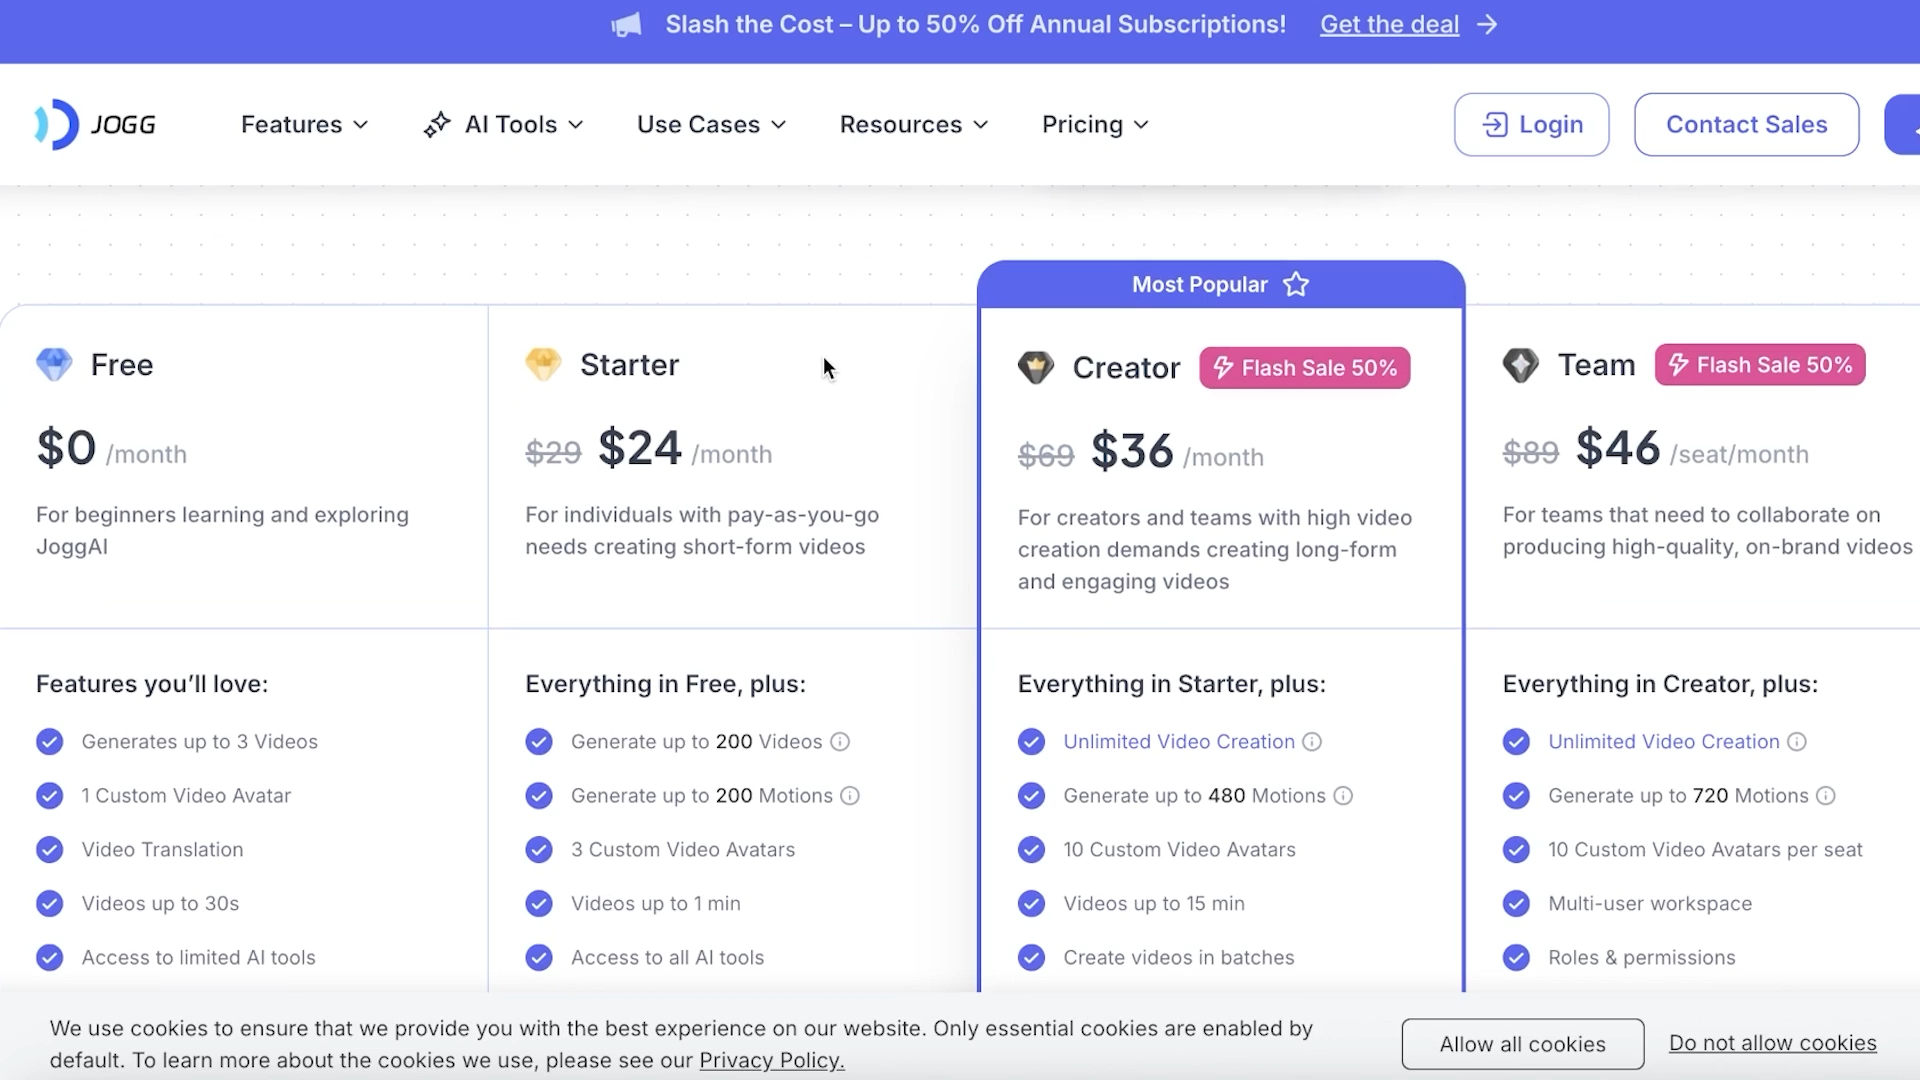 Slash the Cost – Up to 50% Off Annual Subscriptions! Get the deal
JOGG Features AI Tools Use Cases Resources Pricing Login Contact Sales
Most Popular
Free
$0 /month
For beginners learning and exploring
JoggAI
Features you’ll love:
Generates up to 3 Videos
1 Custom Video Avatar
Video Translation
Videos up to 30s
Access to limited AI tools
Starter
$29 $24 /month
For individuals with pay-as-you-go
needs creating short-form videos
Everything in Free, plus:
Generate up to 200 Videos
Generate up to 200 Motions
3 Custom Video Avatars
Videos up to 1 min
Access to all AI tools
Creator Flash Sale 50%
$69 $36 /month
For creators and teams with high video
creation demands creating long-form
and engaging videos
Everything in Starter, plus:
Unlimited Video Creation
Generate up to 480 Motions
10 Custom Video Avatars
Videos up to 15 min
Create videos in batches
Team Flash Sale 50%
$89 $46 /seat/month
For teams that need to collaborate on
producing high-quality, on-brand videos
Everything in Creator, plus:
Unlimited Video Creation
Generate up to 720 Motions
10 Custom Video Avatars per seat
Multi-user workspace
Roles & permissions
We use cookies to ensure that we provide you with the best experience on our website. Only essential cookies are enabled by
default. To learn more about the cookies we use, please see our Privacy Policy.
Allow all cookies
Do not allow cookies